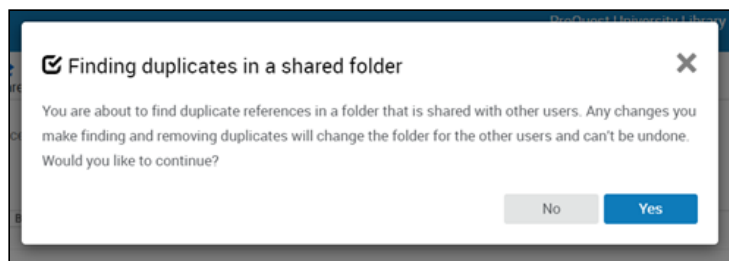 ProQuest University Library
Finding duplicates in a shared folder
You are about to find duplicate references in a folder that is shared with other users. Any changes you
make finding and removing duplicates will change the folder for the other users and can't be undone.
Would you like to continue?
No
Yes